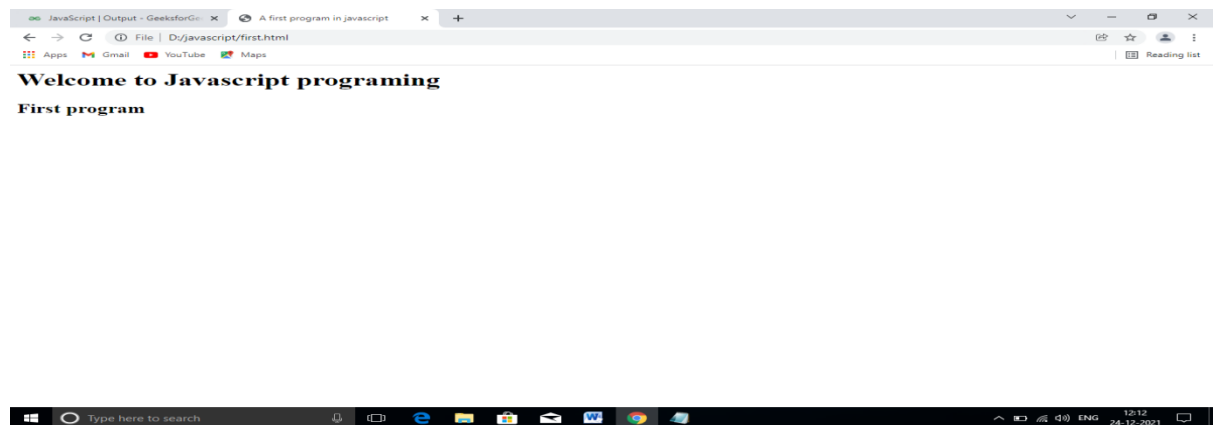 JavaScript | Output - GeeksforGe
A first program in javascript
File | D:/javascript/first.html
Apps Gmail YouTube Maps Reading list
Welcome to Javascript programing
First program
Type here to search
ENG
12:12
24-12-2021